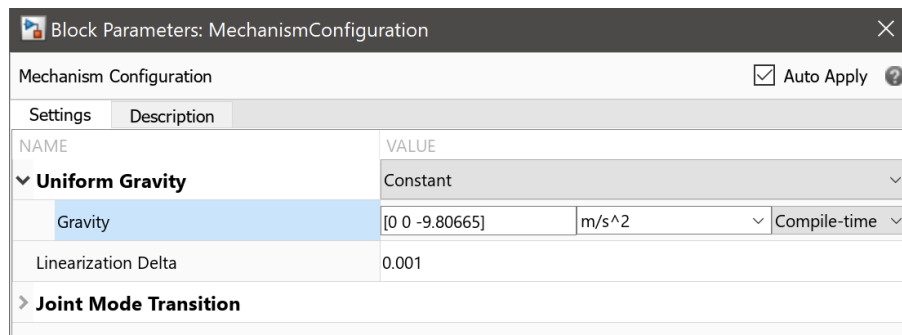 Block Parameters: MechanismConfiguration
Mechanism Configuration Auto Apply
Settings Description
NAME VALUE
Uniform Gravity Constant
Gravity [0 0 -9.80665] m/s^2 Compile-time
Linearization Delta 0.001
Joint Mode Transition